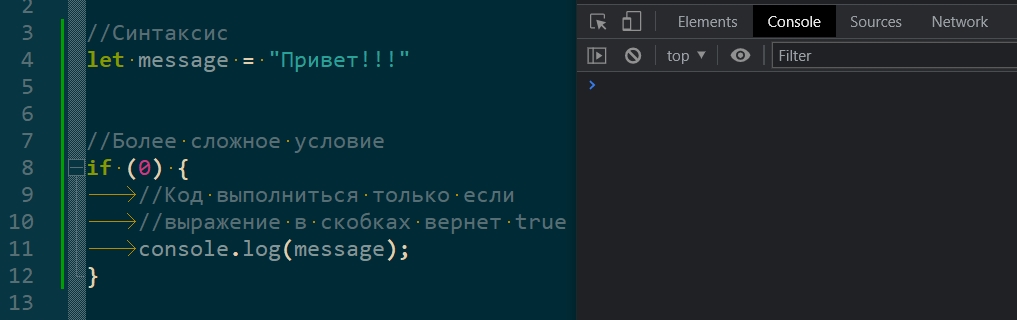 2
3 //Синтаксис
4 let message = "Привет!!!"
5
6
7 //Более сложное условие
8 if (0) {
9 //Код выполниться только если
10 //выражение в скобках вернет true
11 console.log(message);
12 }
13
Elements Console Sources Network
top Filter